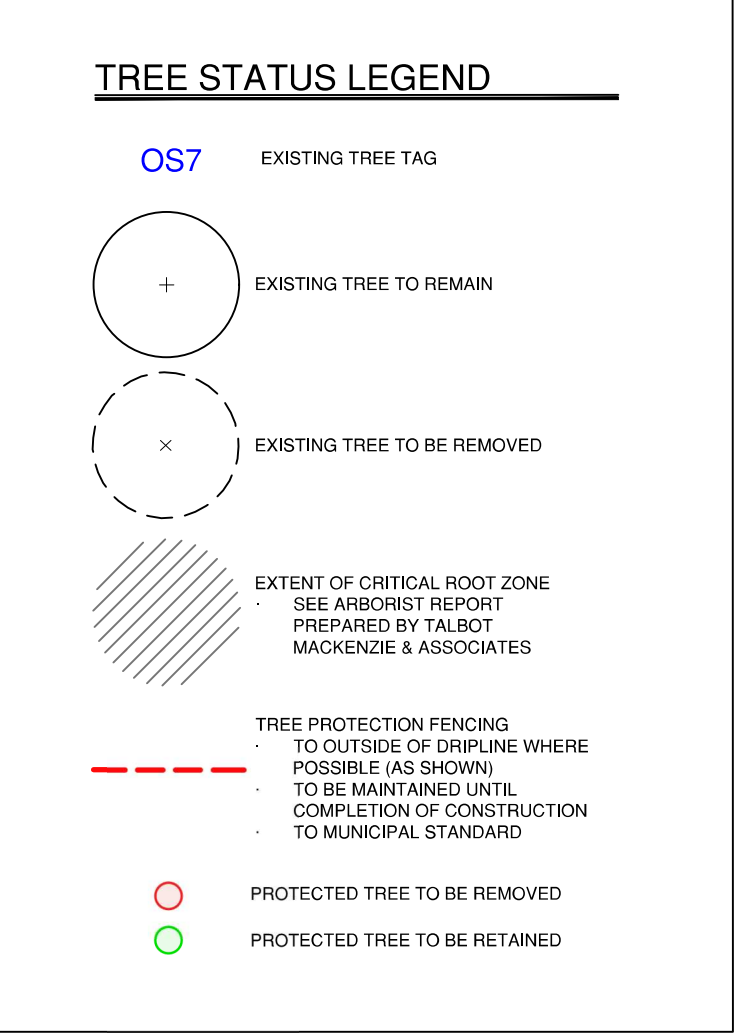 TREE STATUS LEGEND
OS7 EXISTING TREE TAG
EXISTING TREE TO REMAIN
EXISTING TREE TO BE REMOVED
EXTENT OF CRITICAL ROOT ZONE
· SEE ARBORIST REPORT
PREPARED BY TALBOT
MACKENZIE & ASSOCIATES
TREE PROTECTION FENCING
· TO OUTSIDE OF DRIPLINE WHERE
POSSIBLE (AS SHOWN)
· TO BE MAINTAINED UNTIL
COMPLETION OF CONSTRUCTION
· TO MUNICIPAL STANDARD
PROTECTED TREE TO BE REMOVED
PROTECTED TREE TO BE RETAINED